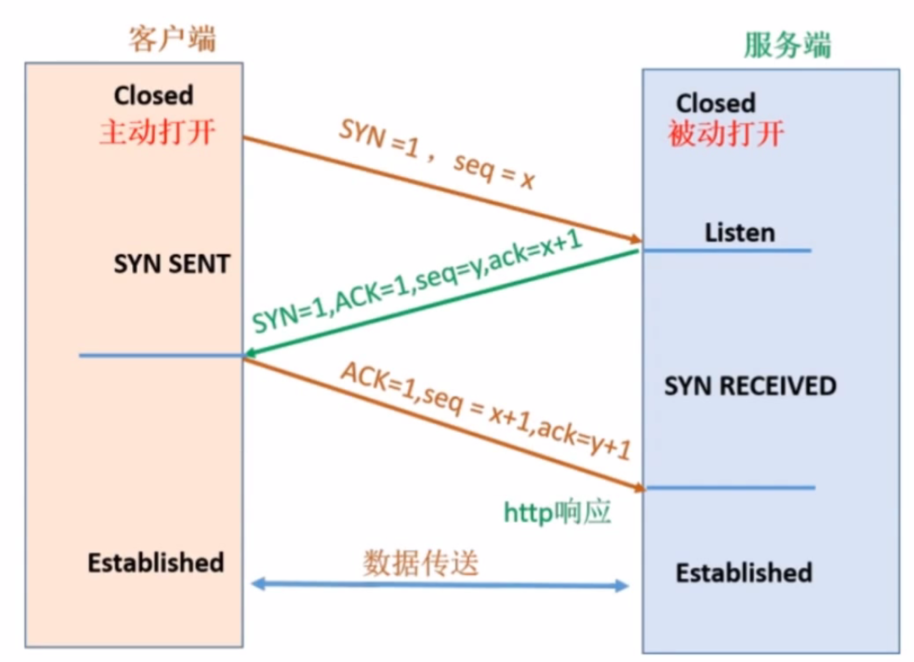 客户端
服务端
Closed
主动打开
Closed
被动打开
SYN =1 ， seq = x
Listen
SYN SENT
SYN=1,ACK=1,seq=y,ack=x+1
ACK=1,seq = x+1,ack=y+1
SYN RECEIVED
http响应
数据传送
Established
Established